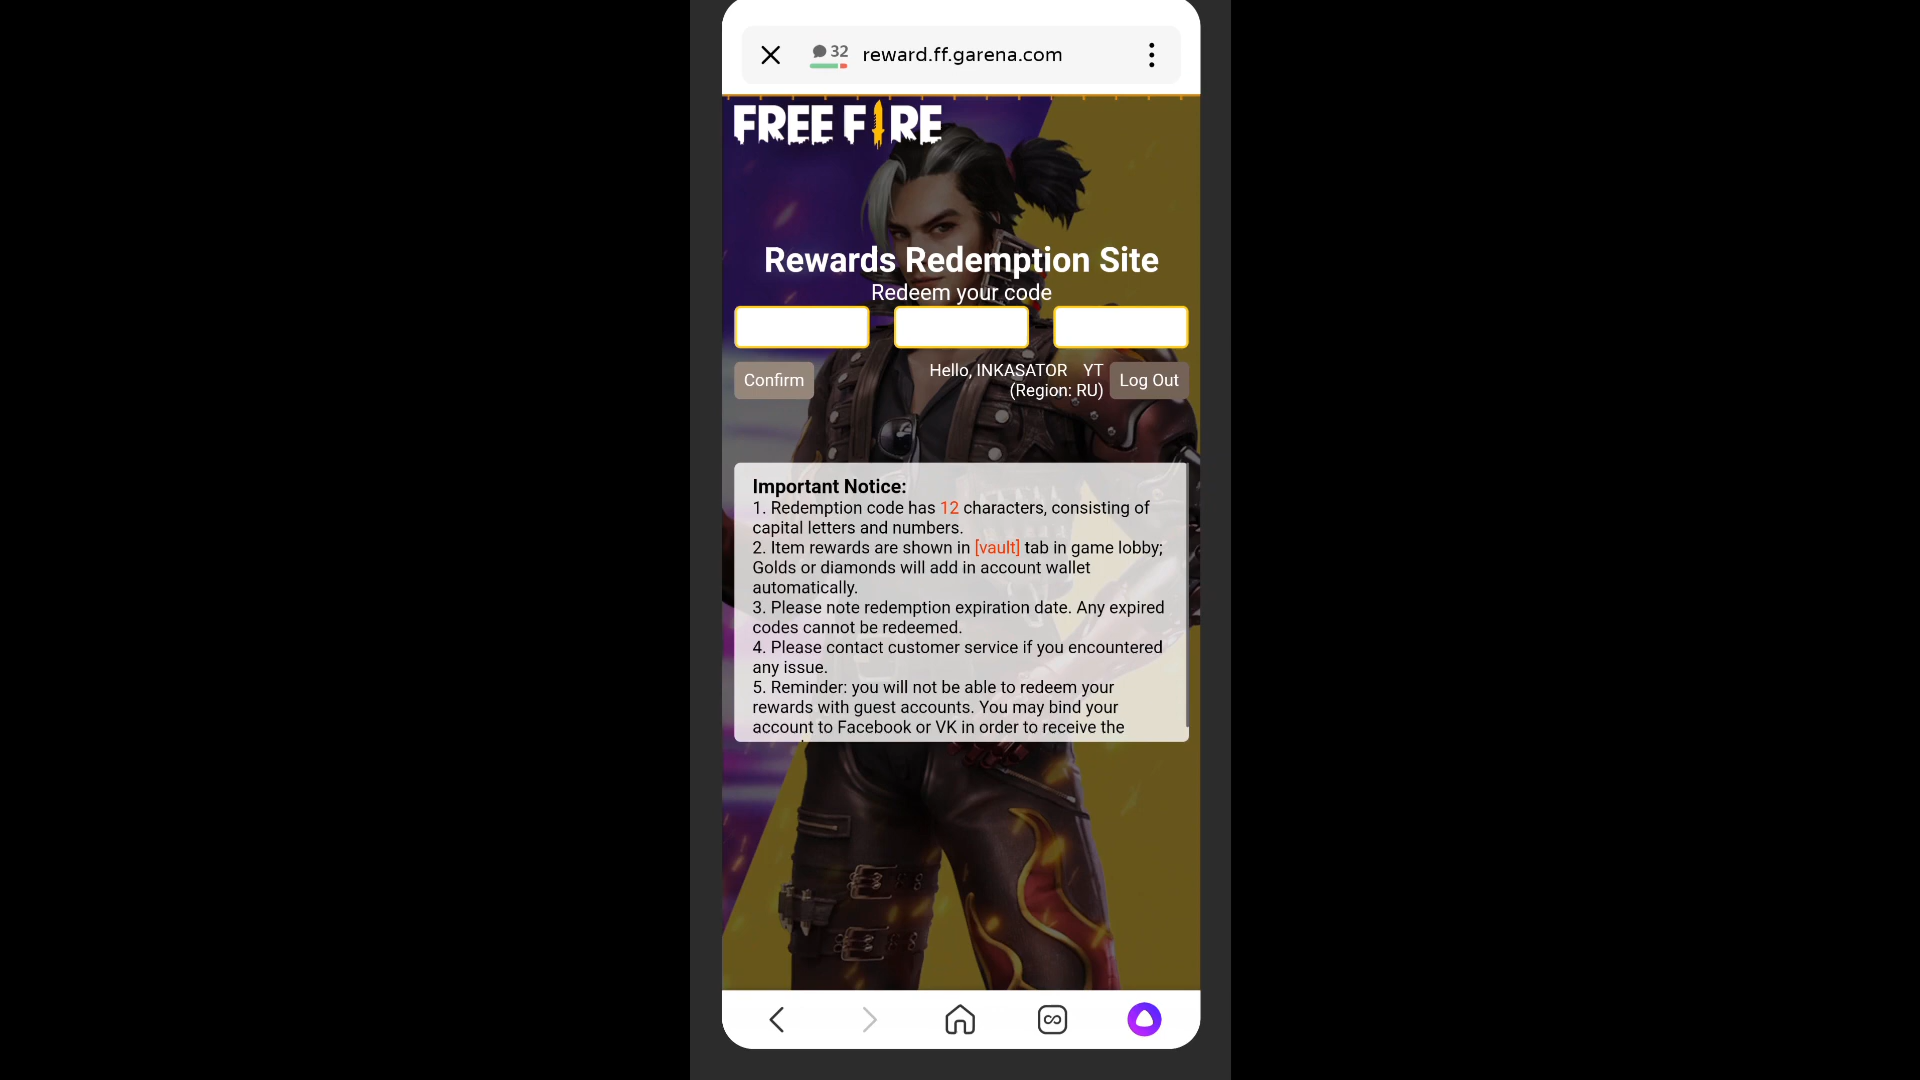 32 reward.ff.garena.com
FREE FIRE
Rewards Redemption Site
Redeem your code
Confirm
Hello, INKASATOR YT
(Region: RU)
Log Out
Important Notice:
1. Redemption code has 12 characters, consisting of
capital letters and numbers.
2. Item rewards are shown in [vault] tab in game lobby;
Golds or diamonds will add in account wallet
automatically.
3. Please note redemption expiration date. Any expired
codes cannot be redeemed.
4. Please contact customer service if you encountered
any issue.
5. Reminder: you will not be able to redeem your
rewards with guest accounts. You may bind your
account to Facebook or VK in order to receive the